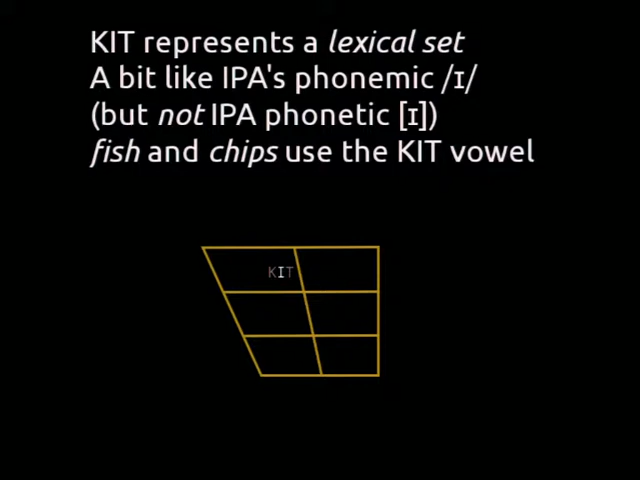 KIT represents a lexical set
A bit like IPA's phonemic /ɪ/
(but not IPA phonetic [ɪ])
fish and chips use the KIT vowel
KIT